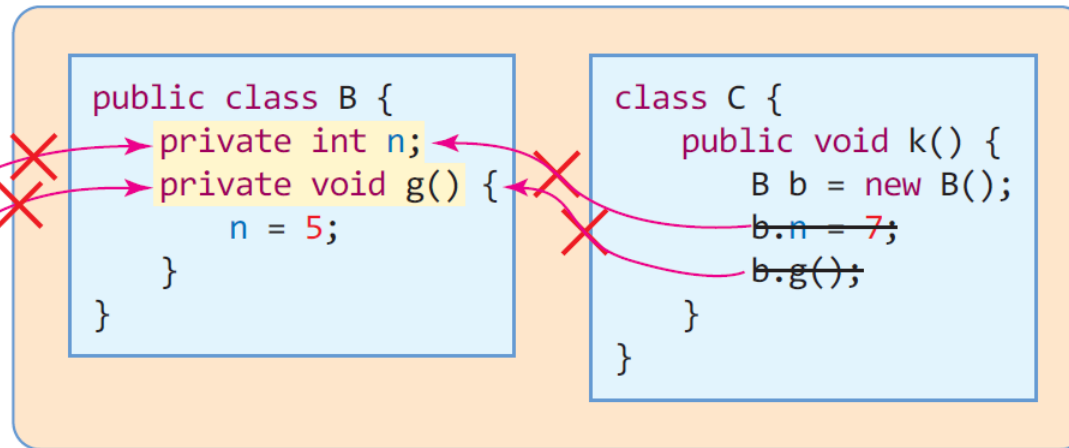 public class B {
private int n;
private void g() {
n = 5;
}
}
class C {
public void k() {
B b = new B();
b.n = 7;
b.g();
}
}